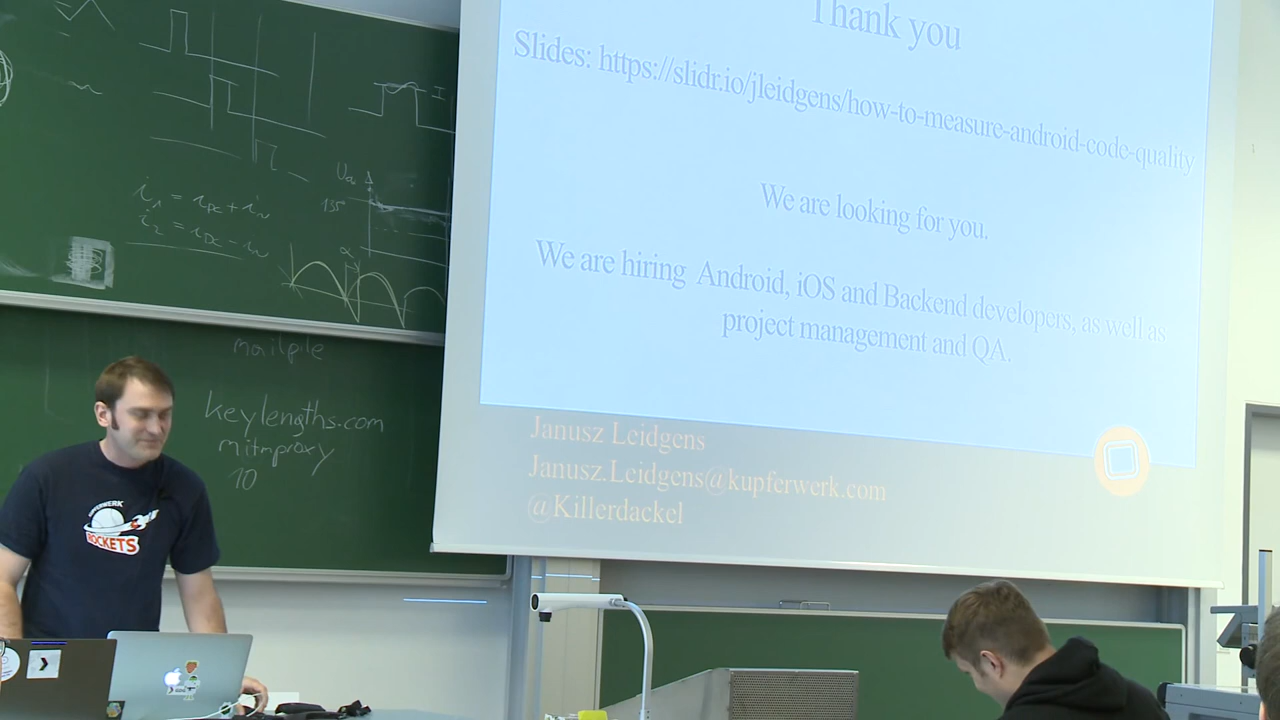 Thank you
Slides: https://slidr.io/jleidgens/how-to-measure-android-code-quality
We are looking for you.
We are hiring Android, iOS and Backend developers, as well as
project management and QA.
Janusz Leidgens
Janusz.Leidgens@kupferwerk.com
@Killerdackel
mailpile
keylengths.com
mitmproxy
10
135
KUPFERWERK
ROCKETS